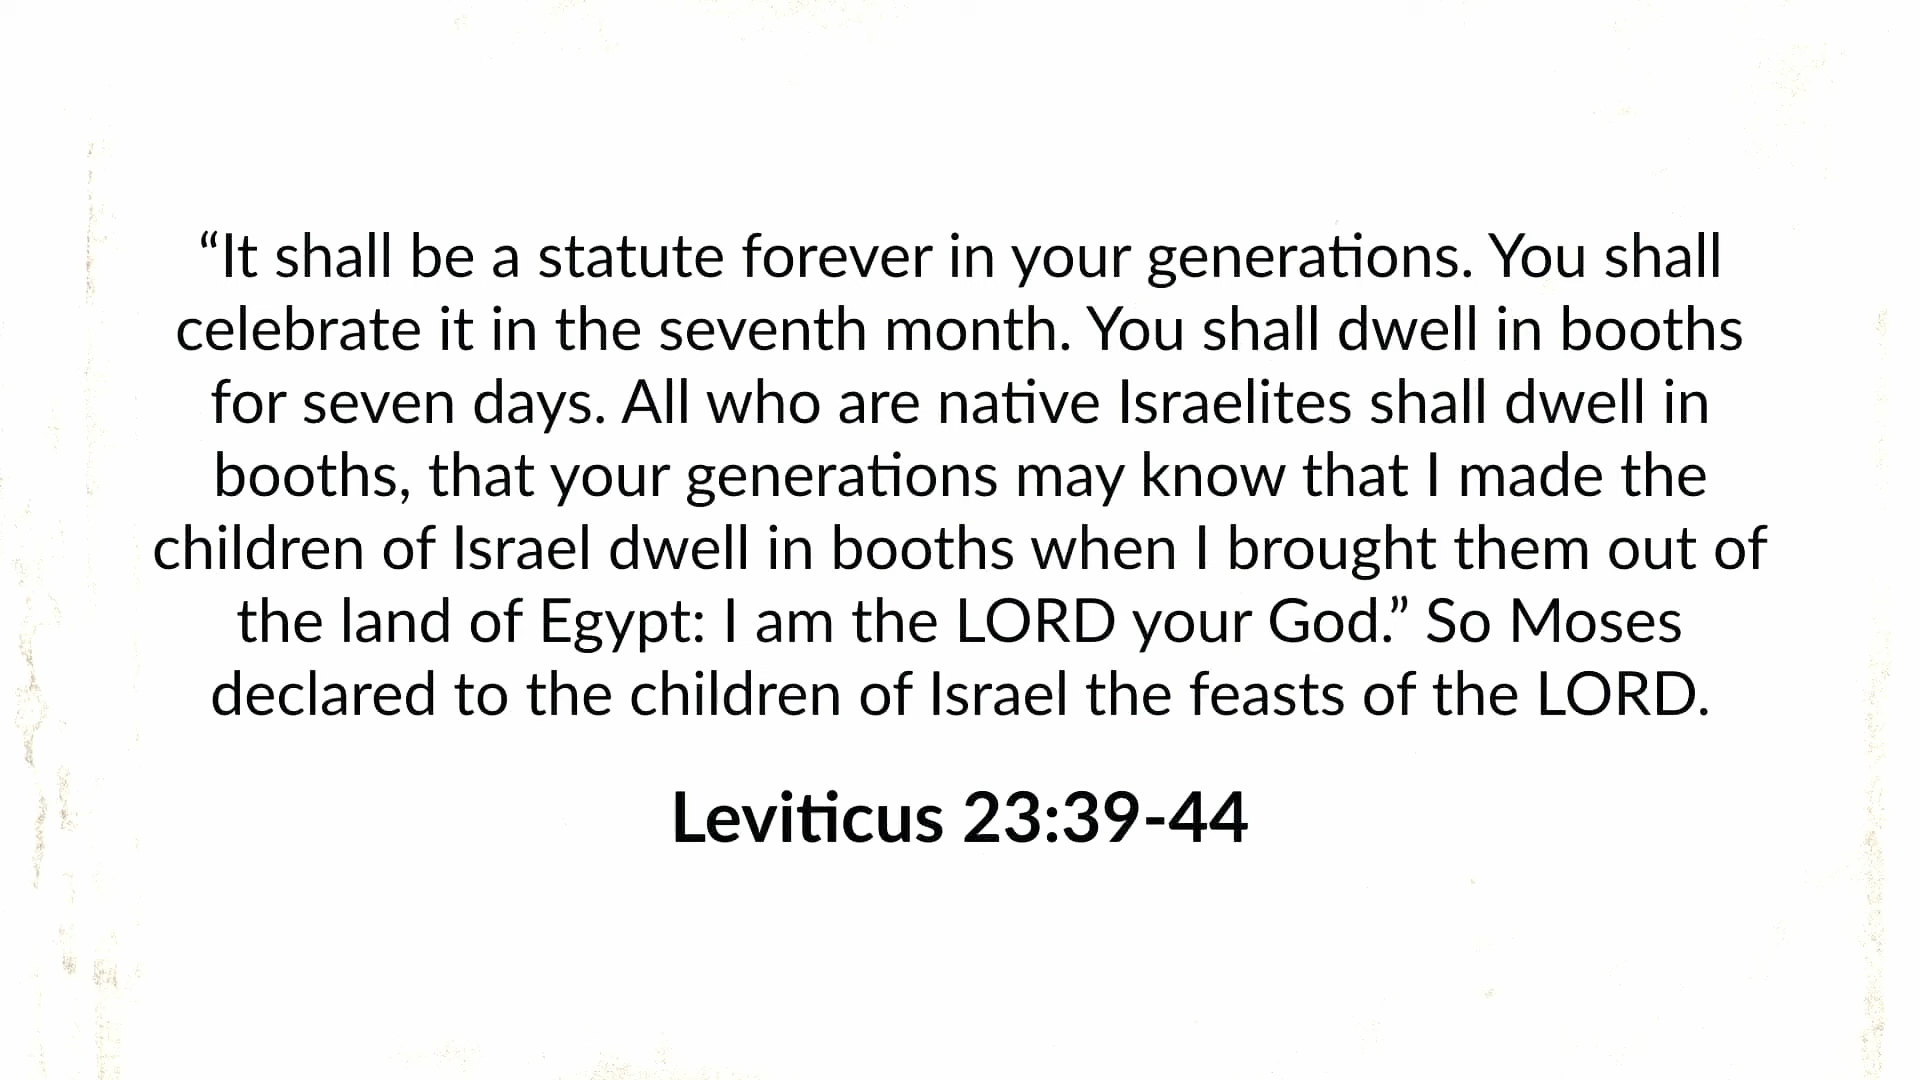 “It shall be a statute forever in your generations. You shall
celebrate it in the seventh month. You shall dwell in booths
for seven days. All who are native Israelites shall dwell in
booths, that your generations may know that I made the
children of Israel dwell in booths when I brought them out of
the land of Egypt: I am the LORD your God.” So Moses
declared to the children of Israel the feasts of the LORD.
Leviticus 23:39-44